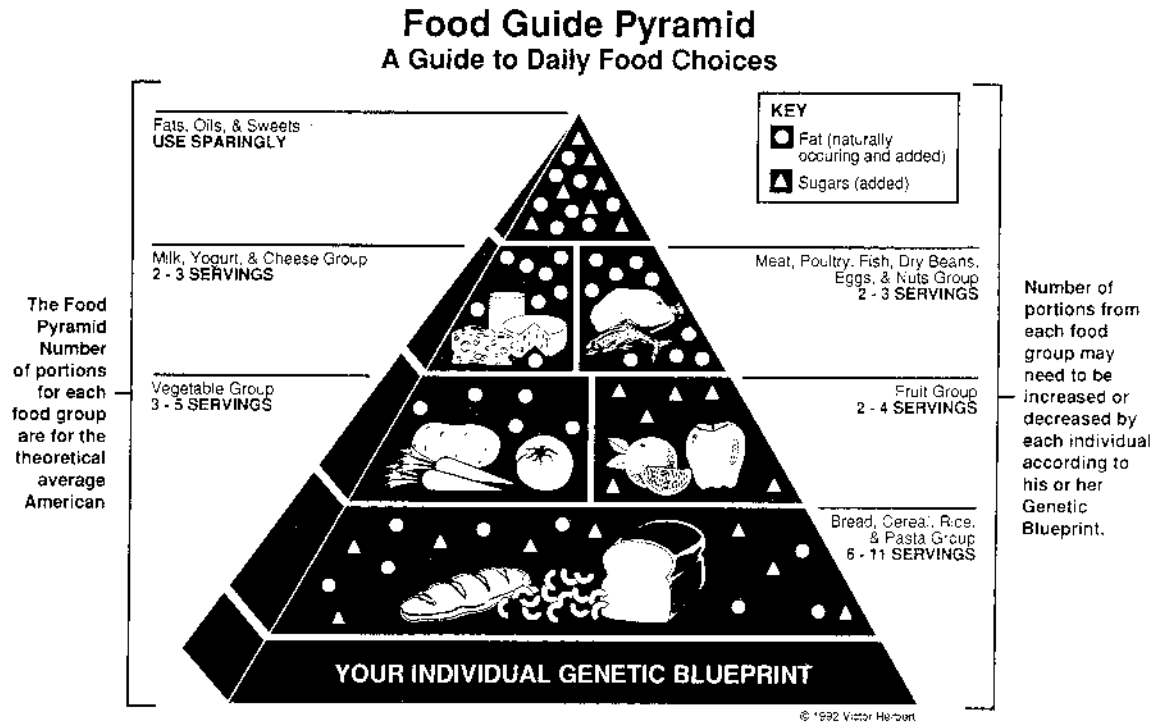 Food Guide Pyramid
A Guide to Daily Food Choices
Fats, Oils, & Sweets
USE SPARINGLY
KEY
Fat (naturally
occuring and added)
Sugars (added)
Milk, Yogurt, & Cheese Group
2 - 3 SERVINGS
Meat, Poultry, Fish, Dry Beans,
Eggs, & Nuts Group
2 - 3 SERVINGS
The Food
Pyramid
Number
of portions
for each
food group
are for the
theoretical
average
American
Vegetable Group
3 - 5 SERVINGS
Fruit Group
2 - 4 SERVINGS
Number of
portions from
each food
group may
need to be
increased or
decreased by
each individual
according to
his or her
Genetic
Blueprint.
Bread, Cereal, Rice,
& Pasta Group
6 - 11 SERVINGS
YOUR INDIVIDUAL GENETIC BLUEPRINT
© 1992 Victor Herbert